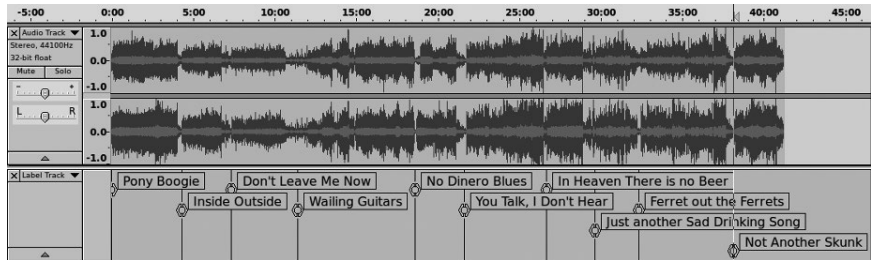 -5:00 0:00 5:00 10:00 15:00 20:00 25:00 30:00 35:00 40:00 45:00
X Audio Track ▼ 1.0
Stereo, 44100Hz
32-bit float 0.0-
Mute Solo
- + -1.0
1.0
L R
0.0-
-1.0
X Label Track ▼
Pony Boogie Don't Leave Me Now No Dinero Blues In Heaven There is no Beer
Inside Outside Wailing Guitars You Talk, I Don't Hear Ferret out the Ferrets
Just another Sad Drinking Song
Not Another Skunk